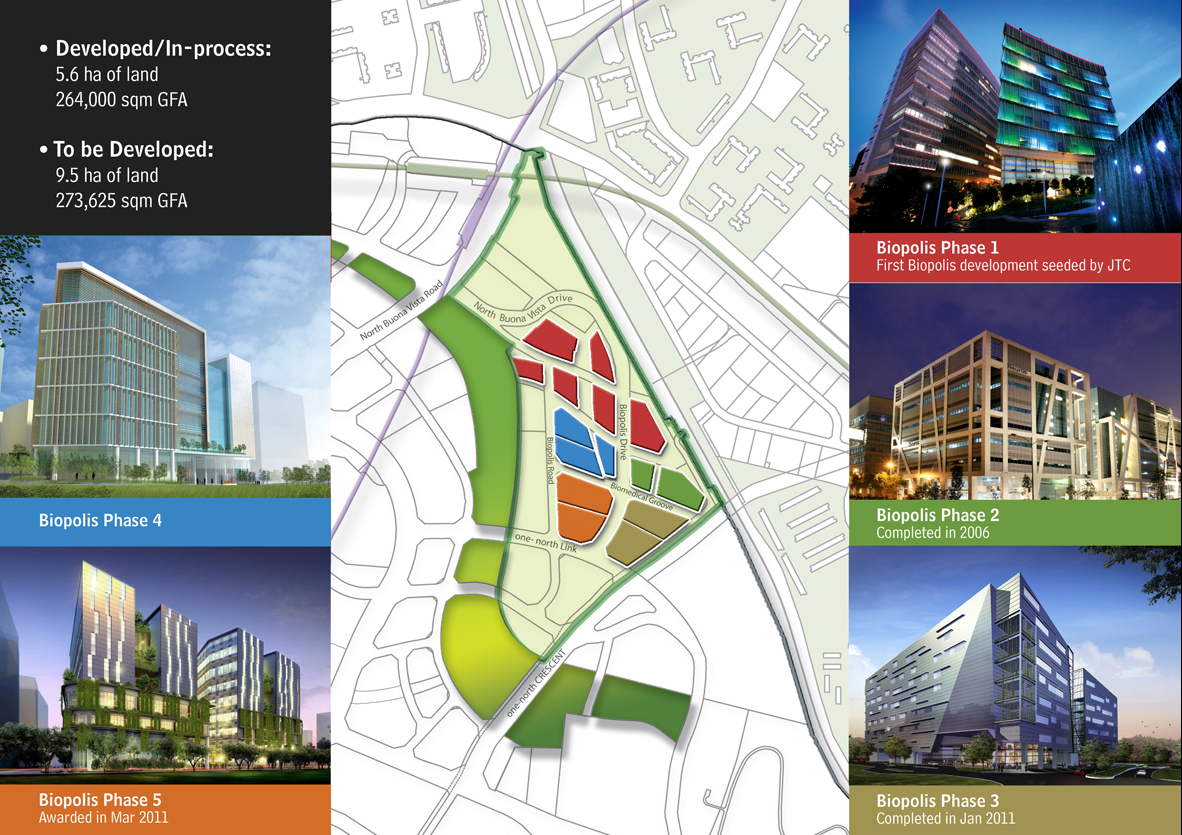 • Developed/In-process:
5.6 ha of land
264,000 sqm GFA
• To be Developed:
9.5 ha of land
273,625 sqm GFA
Biopolis Phase 4
Biopolis Phase 5
Awarded in Mar 2011
North Buona Vista Road
North Buona Vista Drive
Biopolis Drive
Biopolis Road
Biomedical Groove
one- north Link
one-north CRESCENT
Biopolis Phase 1
First Biopolis development seeded by JTC
Biopolis Phase 2
Completed in 2006
Biopolis Phase 3
Completed in Jan 2011